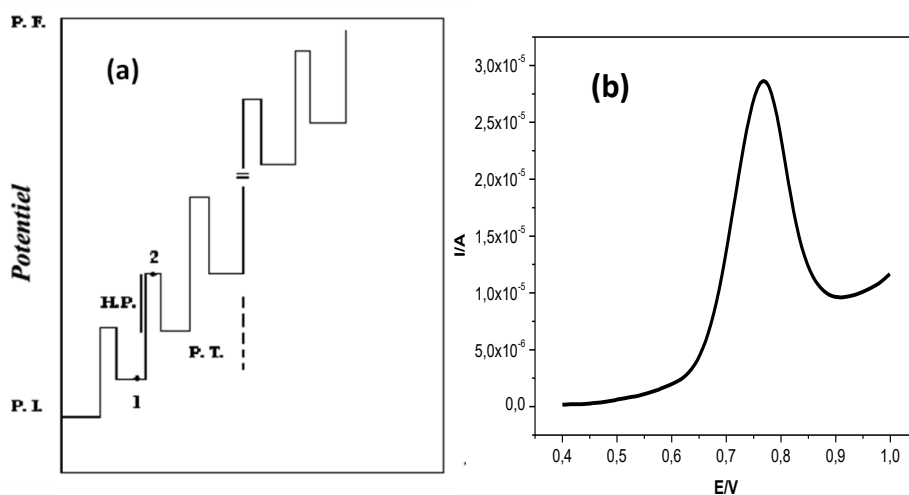 P. F.
(a)
Potentiel
2
H.P.
P. T.
1
P. I.
(b)
3,0x10-5
2,5x10-5
2,0x10-5
1,5x10-5
1,0x10-5
5,0x10-6
0,0
I/A
0,4 0,5 0,6 0,7 0,8 0,9 1,0
E/V